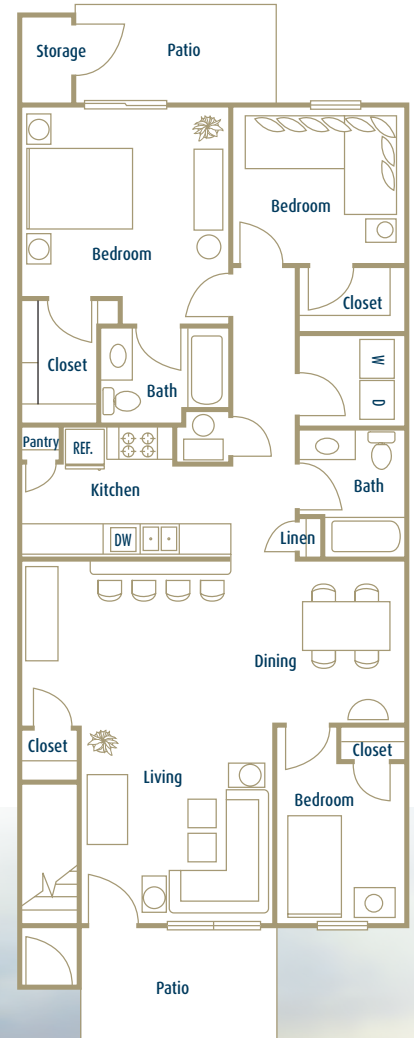 Storage
Patio
Bedroom
Bedroom
Closet
Closet
W
D
Bath
Pantry
REF.
Kitchen
Bath
DW
Linen
Dining
Closet
Closet
Living
Bedroom
Patio